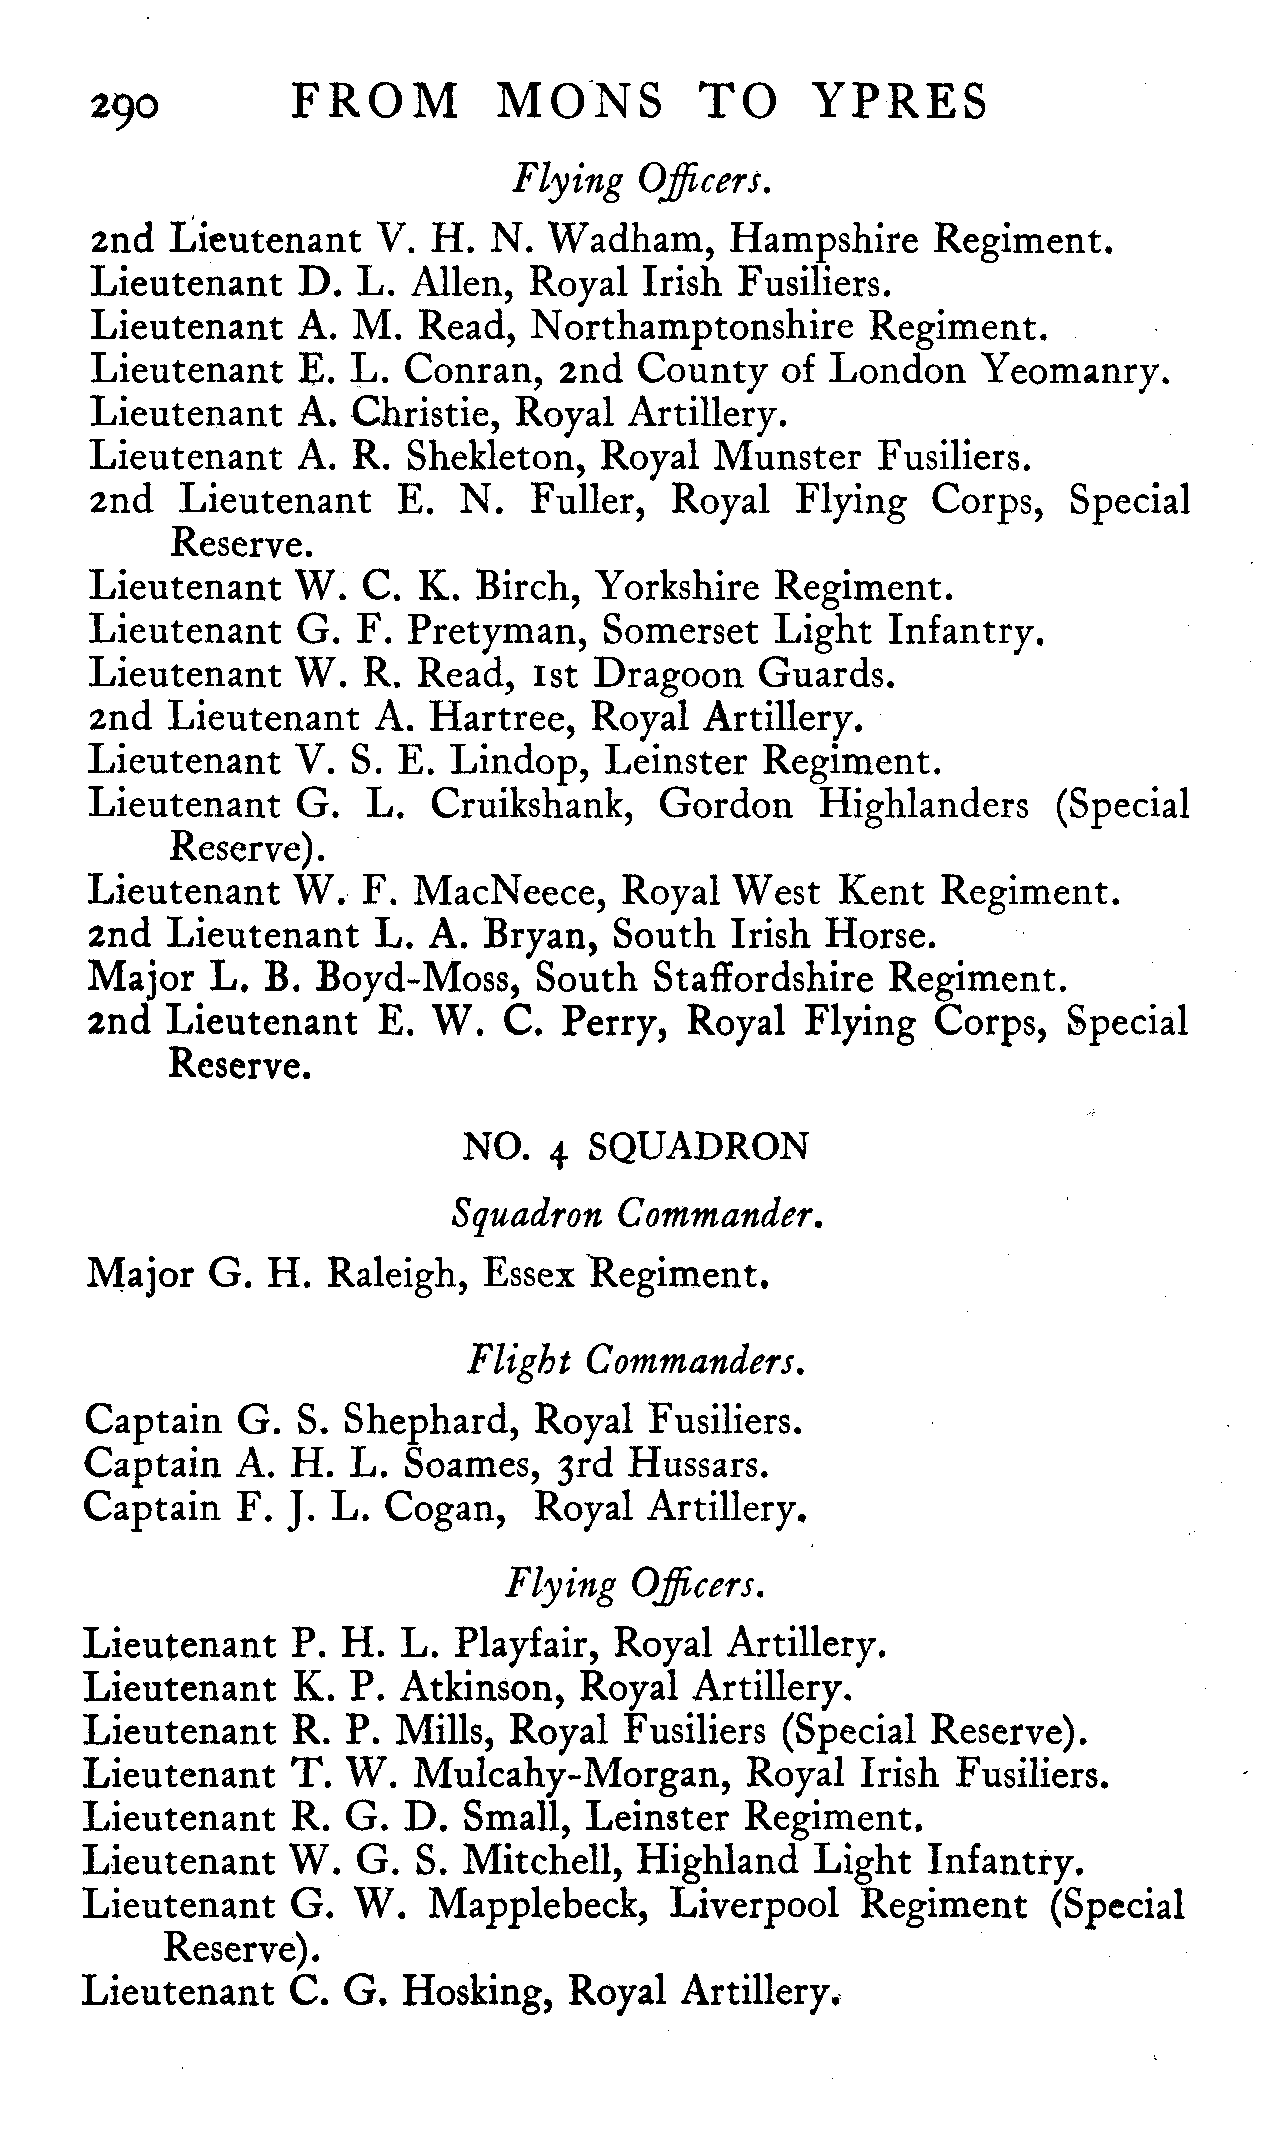 290 FROM MONS TO YPRES
Flying Officers.
2nd Lieutenant V. H. N. Wadham, Hampshire Regiment.
Lieutenant D. L. Allen, Royal Irish Fusiliers.
Lieutenant A. M. Read, Northamptonshire Regiment.
Lieutenant E. L. Conran, 2nd County of London Yeomanry.
Lieutenant A. Christie, Royal Artillery.
Lieutenant A. R. Shekleton, Royal Munster Fusiliers.
2nd Lieutenant E. N. Fuller, Royal Flying Corps, Special
Reserve.
Lieutenant W. C. K. Birch, Yorkshire Regiment.
Lieutenant G. F. Pretyman, Somerset Light Infantry.
Lieutenant W. R. Read, 1st Dragoon Guards.
2nd Lieutenant A. Hartree, Royal Artillery.
Lieutenant V. S. E. Lindop, Leinster Regiment.
Lieutenant G. L. Cruikshank, Gordon Highlanders (Special
Reserve).
Lieutenant W. F. MacNeece, Royal West Kent Regiment.
2nd Lieutenant L. A. Bryan, South Irish Horse.
Major L. B. Boyd-Moss, South Staffordshire Regiment.
2nd Lieutenant E. W. C. Perry, Royal Flying Corps, Special
Reserve.
NO. 4 SQUADRON
Squadron Commander.
Major G. H. Raleigh, Essex Regiment.
Flight Commanders.
Captain G. S. Shephard, Royal Fusiliers.
Captain A. H. L. Soames, 3rd Hussars.
Captain F. J. L. Cogan, Royal Artillery.
Flying Officers.
Lieutenant P. H. L. Playfair, Royal Artillery.
Lieutenant K. P. Atkinson, Royal Artillery.
Lieutenant R. P. Mills, Royal Fusiliers (Special Reserve).
Lieutenant T. W. Mulcahy-Morgan, Royal Irish Fusiliers.
Lieutenant R. G. D. Small, Leinster Regiment.
Lieutenant W. G. S. Mitchell, Highland Light Infantry.
Lieutenant G. W. Mapplebeck, Liverpool Regiment (Special
Reserve).
Lieutenant C. G. Hosking, Royal Artillery.